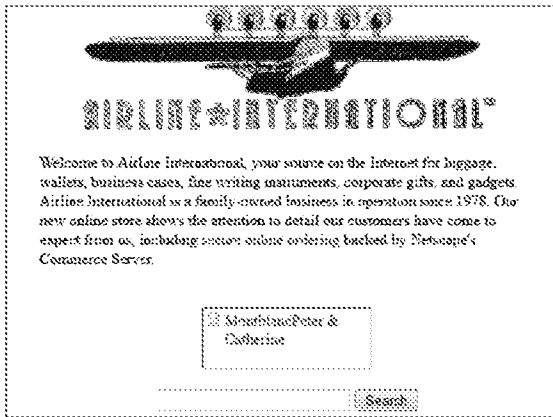 AIRLINE★INTERNATIONAL™
Welcome to Airline International, your source on the Internet for luggage,
wallets, business cases, fine writing instruments, corporate gifts, and gadgets.
Airline International is a family-owned business in operation since 1978. Our
new online store shows the attention to detail our customers have come to
expect from us, including secure online ordering backed by Netscape's
Commerce Server.
MontblancPeter &
Catherine
Search